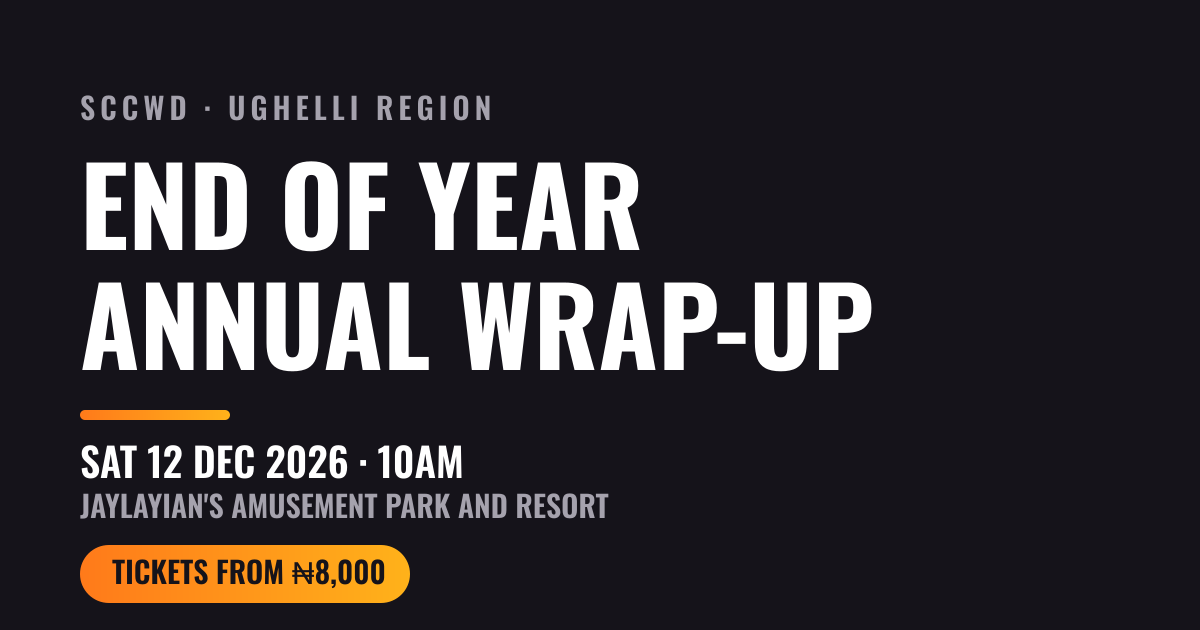 SCCWD · UGHELLI REGION
END OF YEAR
ANNUAL WRAP-UP
SAT 12 DEC 2026 · 10AM
JAYLAYIAN'S AMUSEMENT PARK AND RESORT
TICKETS FROM ₦8,000